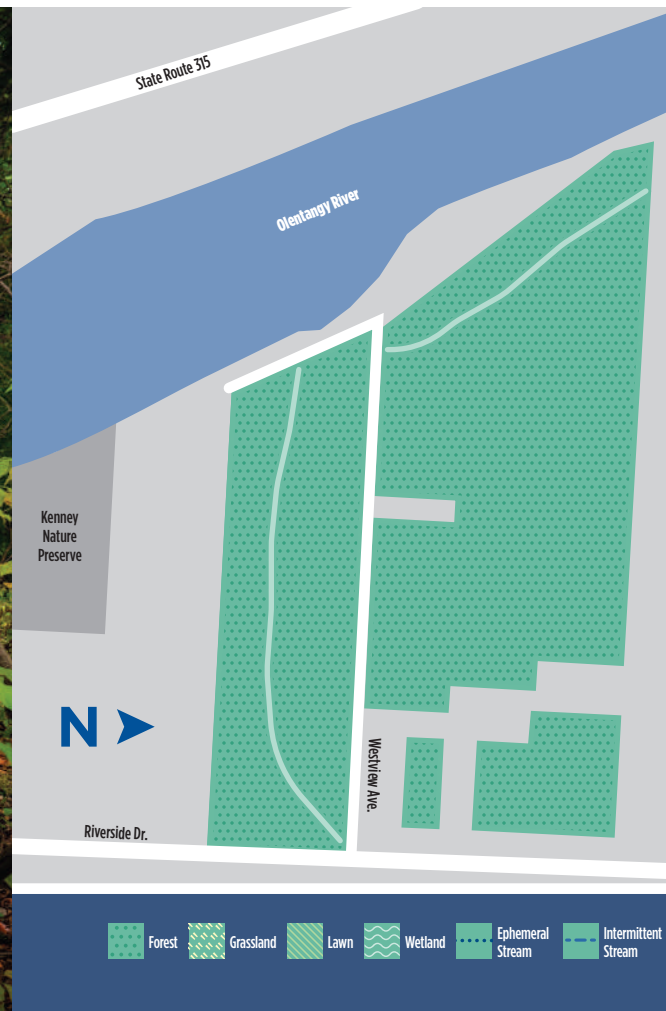 State Route 315
Olentangy River
Kenney
Nature
Preserve
N
Westview Ave.
Riverside Dr.
Forest
Grassland
Lawn
Wetland
Ephemeral
Stream
Intermittent
Stream